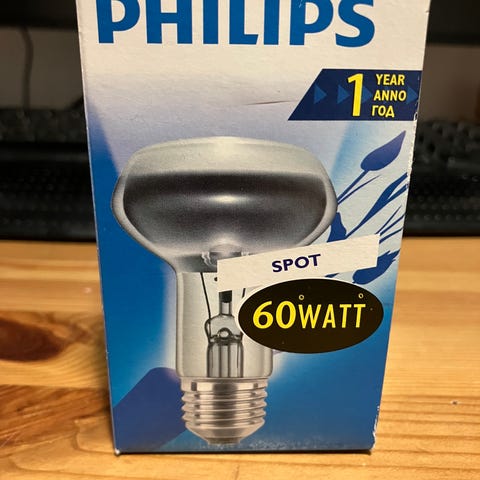 PHILIPS
1 YEAR
ANNO
ГОД
SPOT
60WATT